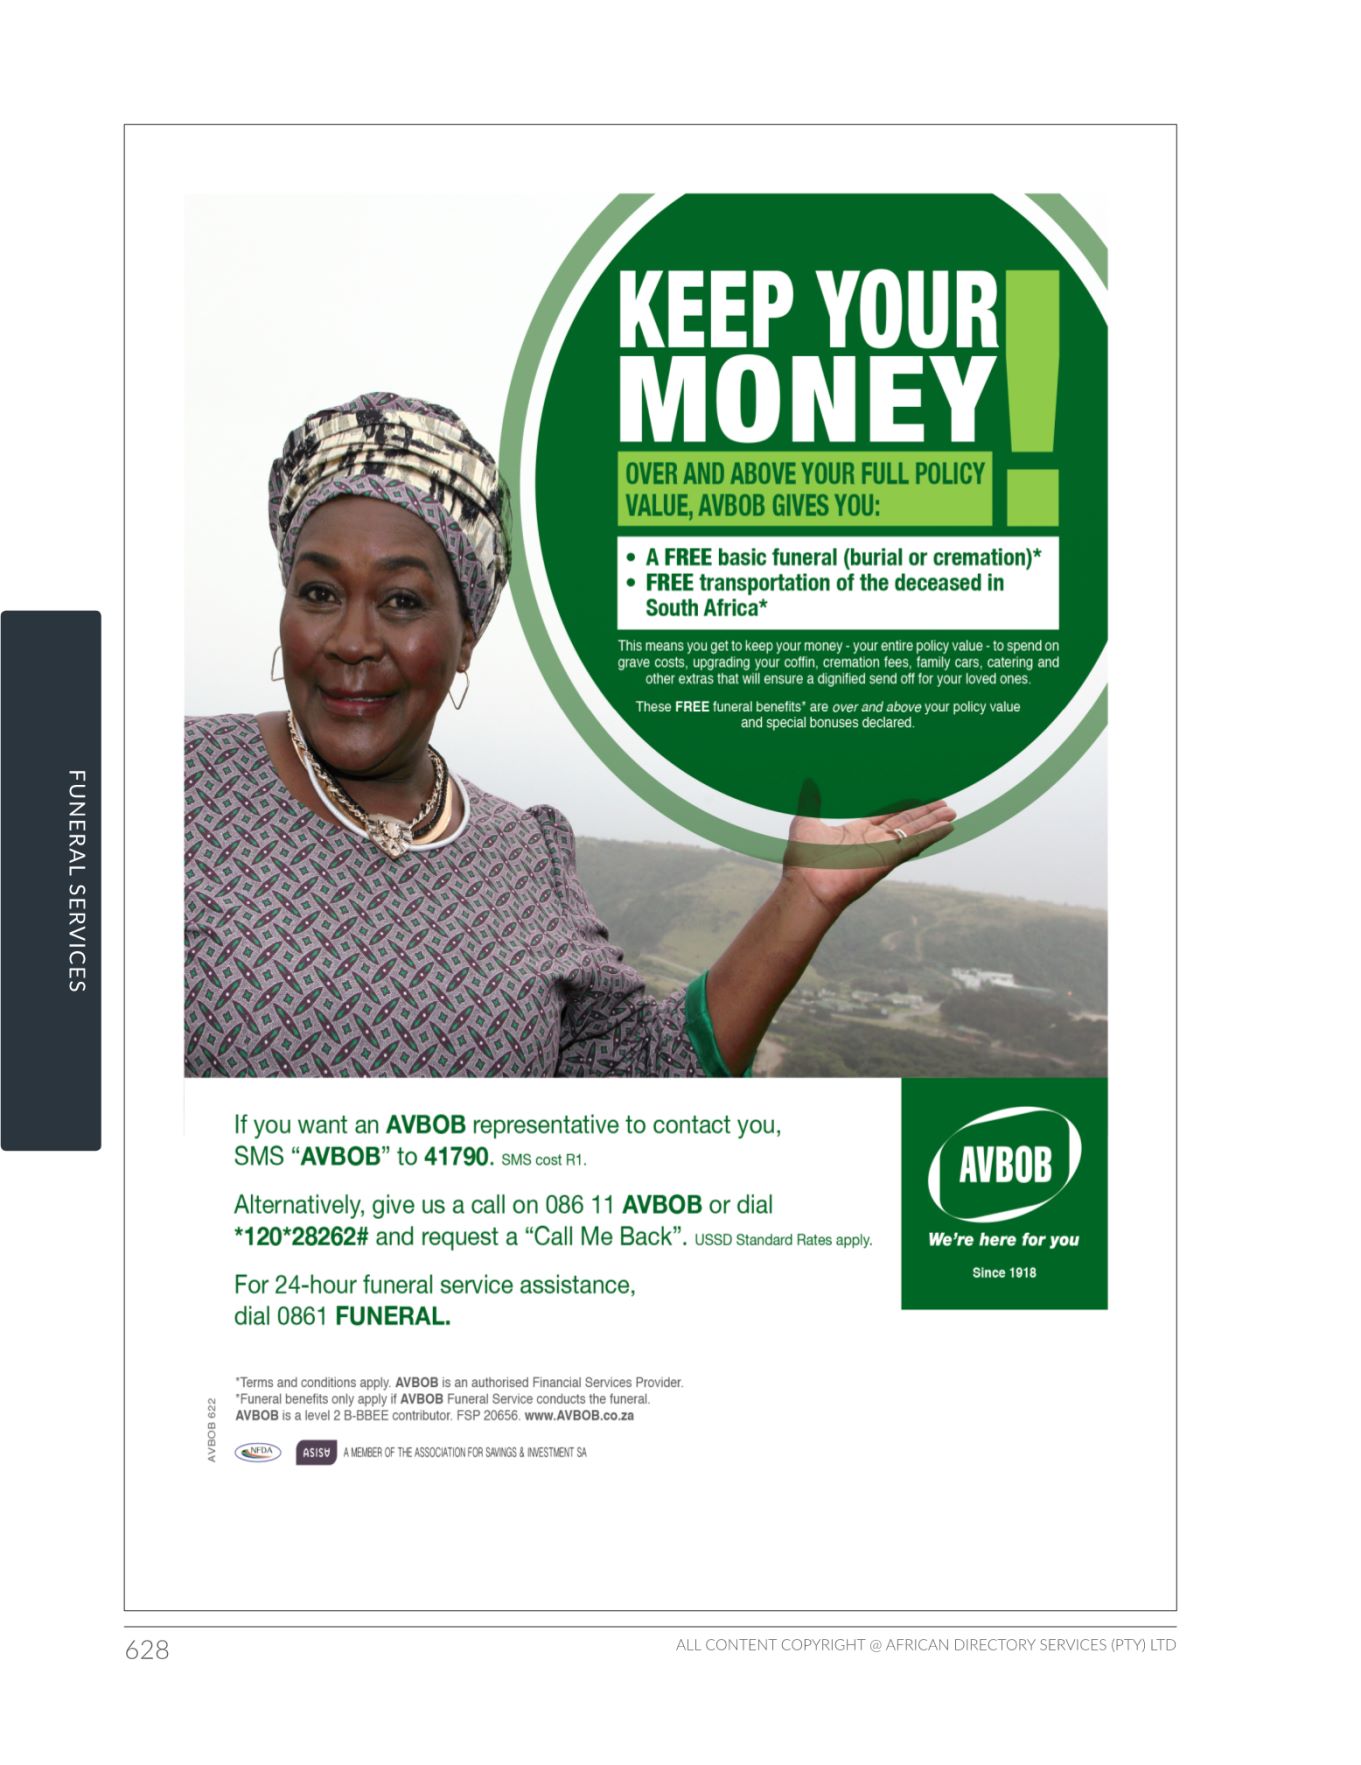 KEEP YOUR
MONEY!
OVER AND ABOVE YOUR FULL POLICY
VALUE, AVBOB GIVES YOU:
• A FREE basic funeral (burial or cremation)*
• FREE transportation of the deceased in
South Africa*
This means you get to keep your money - your entire policy value - to spend on
grave costs, upgrading your coffin, cremation fees, family cars, catering and
other extras that will ensure a dignified send off for your loved ones.
These FREE funeral benefits* are over and above your policy value
and special bonuses declared.
FUNERAL SERVICES
If you want an AVBOB representative to contact you,
SMS “AVBOB” to 41790. SMS cost R1.
Alternatively, give us a call on 086 11 AVBOB or dial
*120*28262# and request a “Call Me Back”. USSD Standard Rates apply.
For 24-hour funeral service assistance,
dial 0861 FUNERAL.
AVBOB
We’re here for you
Since 1918
*Terms and conditions apply. AVBOB is an authorised Financial Services Provider.
*Funeral benefits only apply if AVBOB Funeral Service conducts the funeral.
AVBOB is a level 2 B-BBEE contributor. FSP 20656. www.AVBOB.co.za
AVBOB 622
NFDA
ASISA
A MEMBER OF THE ASSOCIATION FOR SAVINGS & INVESTMENT SA
628
ALL CONTENT COPYRIGHT @ AFRICAN DIRECTORY SERVICES (PTY) LTD